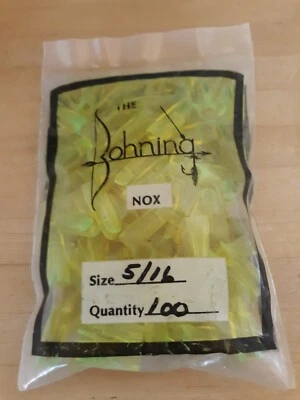 THE
Bohning
NOX
Size 5/16
Quantity 100